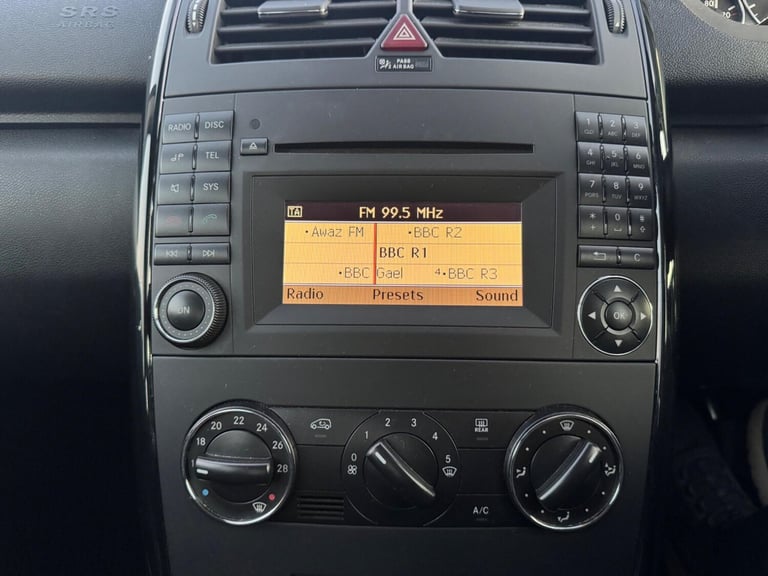 SRS
AIRBAG
80
PASS
AIR BAG
RADIO DISC
TEL
SYS
ON
TA FM 99.5 MHz
•Awaz FM •BBC R2
BBC R1
•BBC Gael 4•BBC R3
Radio Presets Sound
1 2 ABC 3 DEF
4 GHI 5 JKL 6 MNO
7 PQRS 8 TUV 9 WXYZ
* 0 #
+
C
OK
18 20 22 24 26 28
0 1 2 3 4 5
REAR
A/C